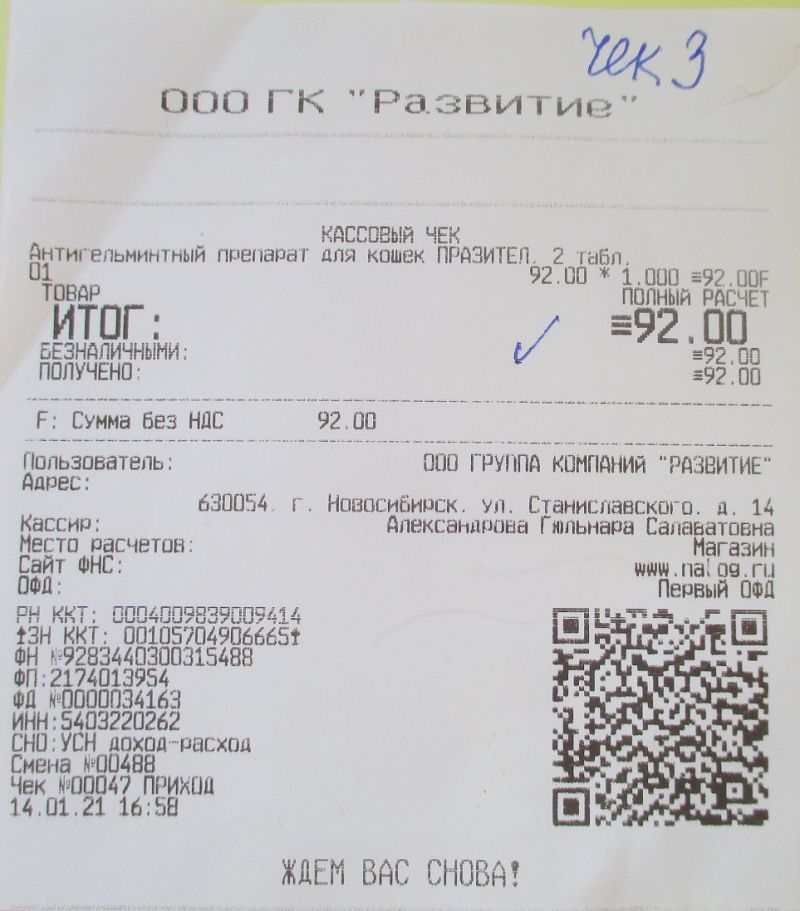 Чек 3
ООО ГК "Развитие"
КАССОВЫЙ ЧЕК
Антигельминтный препарат для кошек ПРАЗИТЕЛ, 2 табл.
01 92.00 * 1.000 ≡92.00F
ТОВАР ПОЛНЫЙ РАСЧЕТ
ИТОГ: ≡92.00
БЕЗНАЛИЧНЫМИ: ≡92.00
ПОЛУЧЕНО: ≡92.00
F: Сумма без НДС 92.00
Пользователь: ООО ГРУППА КОМПАНИЙ "РАЗВИТИЕ"
Адрес:
630054, г. Новосибирск, ул. Станиславского, д. 14
Кассир: Александрова Гюльнара Салаватовна
Место расчетов: Магазин
Сайт ФНС: www.nalog.ru
ОФД: Первый ОФД
РН ККТ: 0004009839009414
ЗН ККТ: 00105704906665
ФН №9283440300315488
ФП:2174013954
ФД №0000034163
ИНН:5403220262
СНО:УСН доход-расход
Смена №00488
Чек №00047 ПРИХОД
14.01.21 16:58
ЖДЕМ ВАС СНОВА!